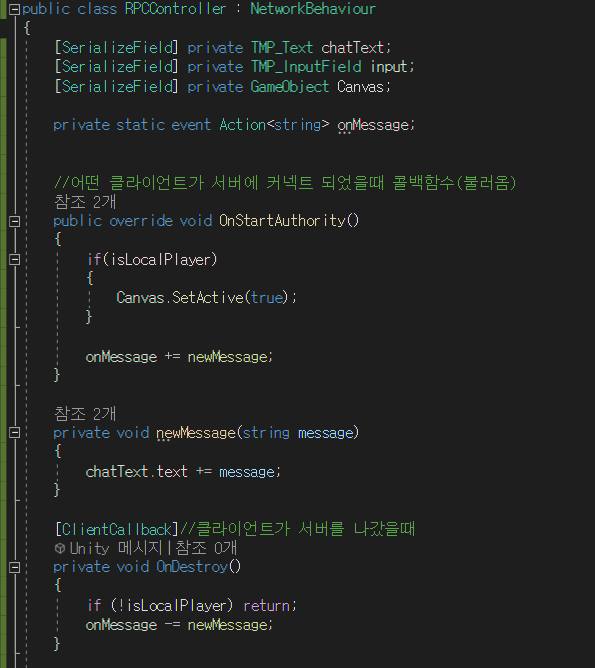 public class RPCController : NetworkBehaviour
{
[SerializeField] private TMP_Text chatText;
[SerializeField] private TMP_InputField input;
[SerializeField] private GameObject Canvas;
private static event Action<string> onMessage;
//어떤 클라이언트가 서버에 커넥트 되었을때 콜백함수(불러옴)
참조 2개
public override void OnStartAuthority()
{
if(isLocalPlayer)
{
Canvas.SetActive(true);
}
onMessage += newMessage;
}
참조 2개
private void newMessage(string message)
{
chatText.text += message;
}
[ClientCallback]//클라이언트가 서버를 나갔을때
Unity 메시지|참조 0개
private void OnDestroy()
{
if (!isLocalPlayer) return;
onMessage -= newMessage;
}